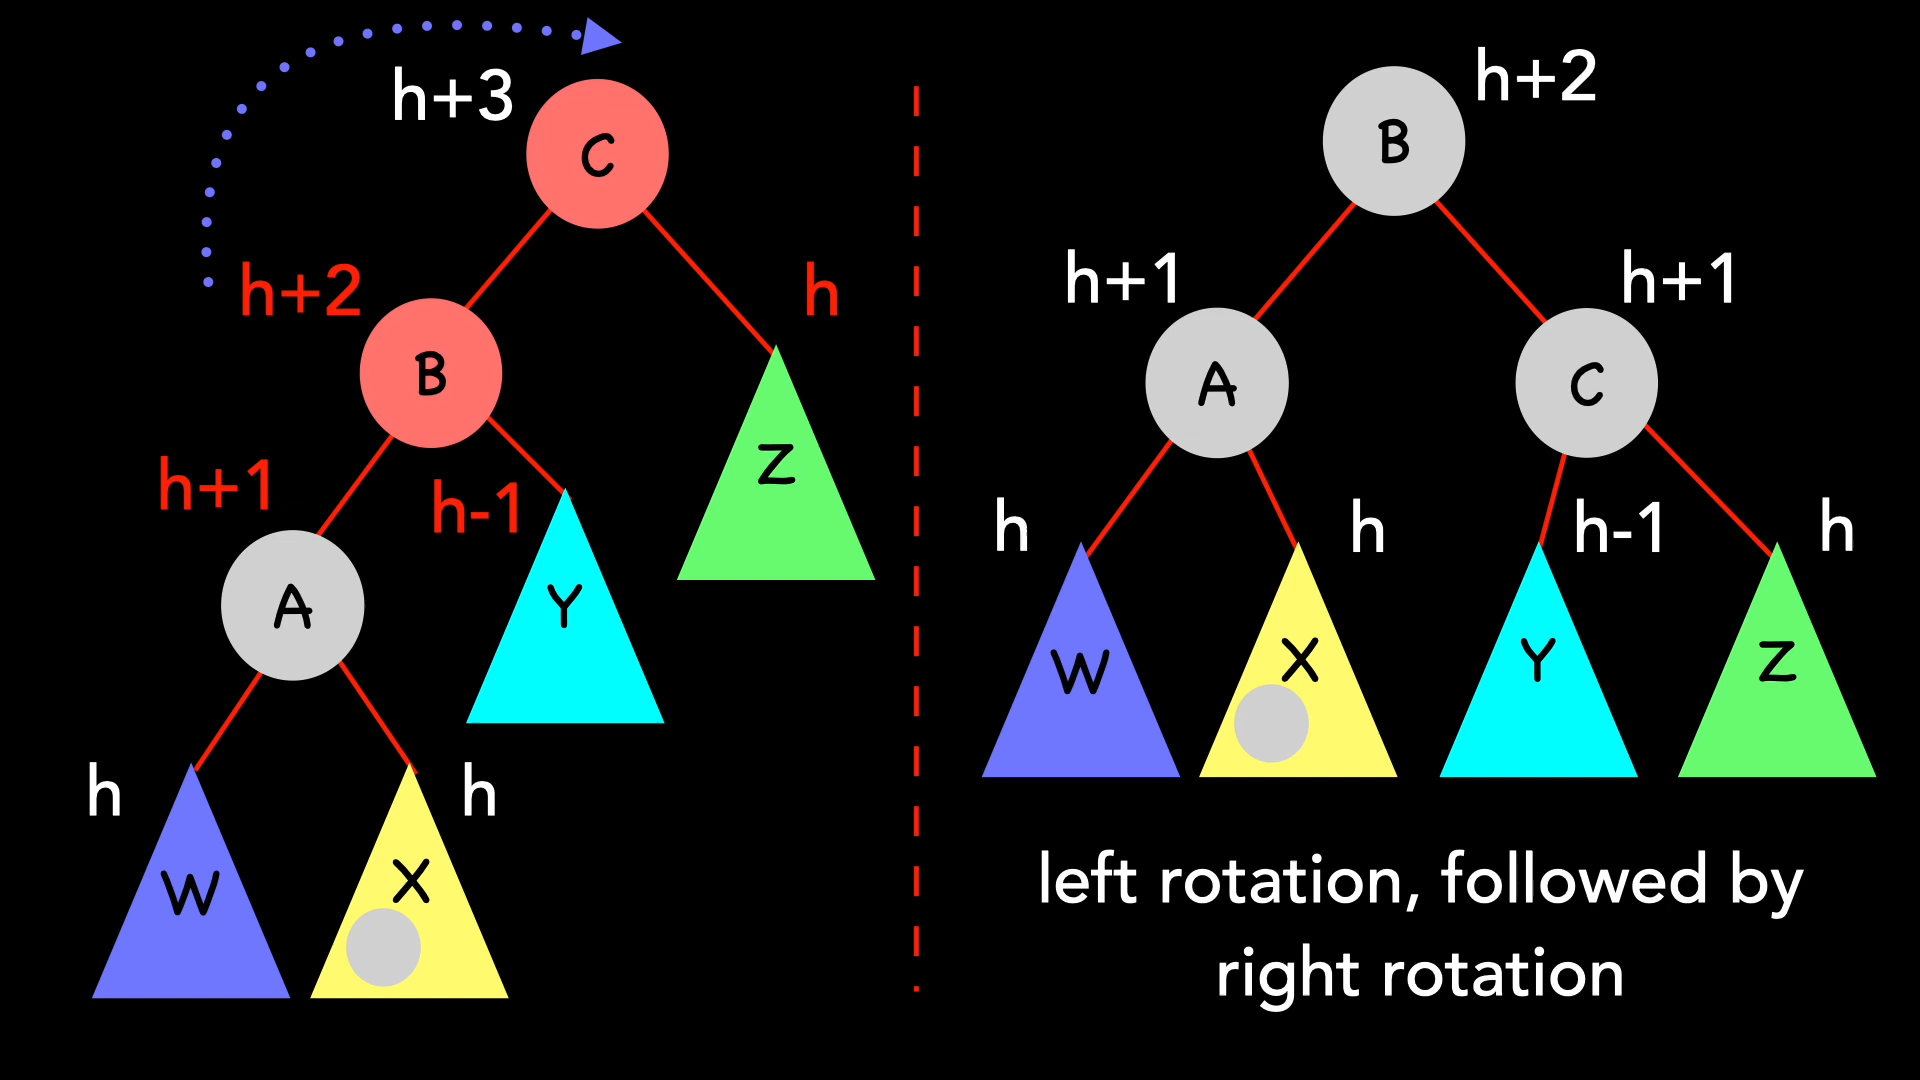 h+3
C
h+2
h
B
Z
h+1
h-1
A
Y
h
h
W
X
B
h+2
h+1
h+1
A
C
h
h
h-1
h
W
X
Y
Z
left rotation, followed by
right rotation